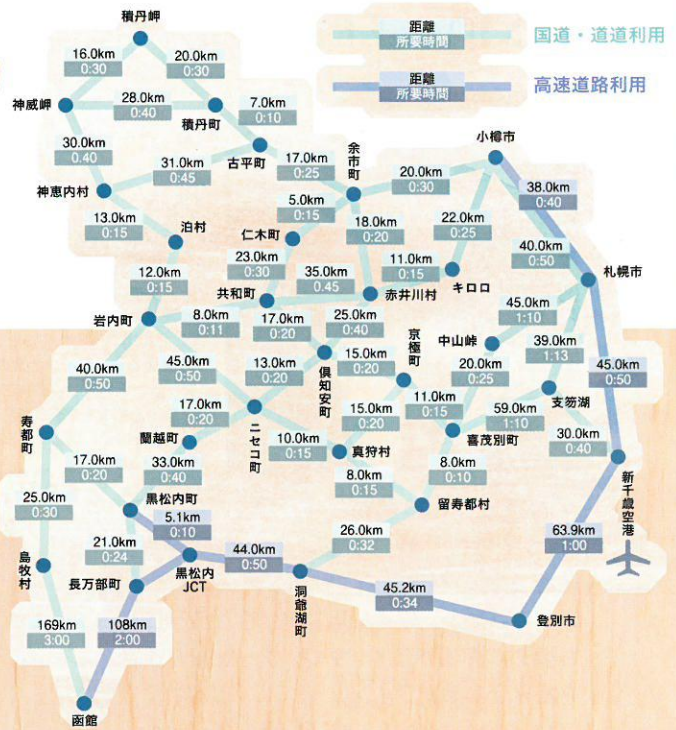 積丹岬
距離
所要時間
国道・道道利用
16.0km
0:30
20.0km
0:30
距離
所要時間
高速道路利用
神威岬
28.0km
0:40
積丹町
7.0km
0:10
30.0km
0.40
古平町
17.0km
0:25
余市町
小樽市
31.0km
0:45
20.0km
0:30
38.0km
0:40
神恵内村
5.0km
0:15
13.0km
0:15
泊村
仁木町
18.0km
0:20
22.0km
0:25
40.0km
0:50
札幌市
23.0km
0:30
11.0km
0:15
キロロ
12.0km
0:15
共和町
35.0km
0.45
赤井川村
岩内町
8.0km
0:11
17.0km
0:20
25.0km
0:40
45.0km
1:10
京極町
中山峠
39.0km
1:13
40.0km
0:50
45.0km
0:50
13.0km
0:20
倶知安町
15.0km
0:20
20.0km
0:25
45.0km
0:50
支笏湖
寿都町
蘭越町
17.0km
0:20
ニセコ町
15.0km
0:20
11.0km
0:15
59.0km
1:10
30.0km
0:40
喜茂別町
10.0km
0:15
真狩村
17.0km
0:20
33.0km
0:40
8.0km
0:10
新千歳空港
25.0km
0:30
黒松内町
8.0km
0:15
留寿都村
5.1km
0:10
26.0km
0:32
63.9km
1:00
島牧村
21.0km
0:24
44.0km
0:50
長万部町
黒松内
JCT
洞爺湖町
45.2km
0:34
登別市
169km
3:00
108km
2:00
函館